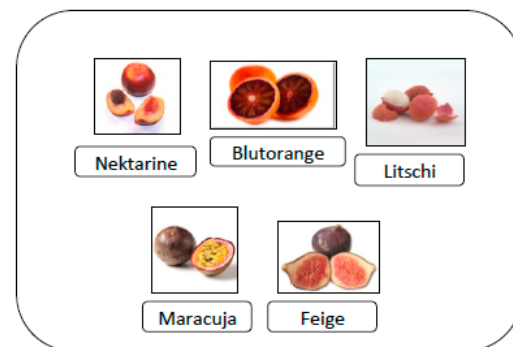 Nektarine
Blutorange
Litschi
Maracuja
Feige